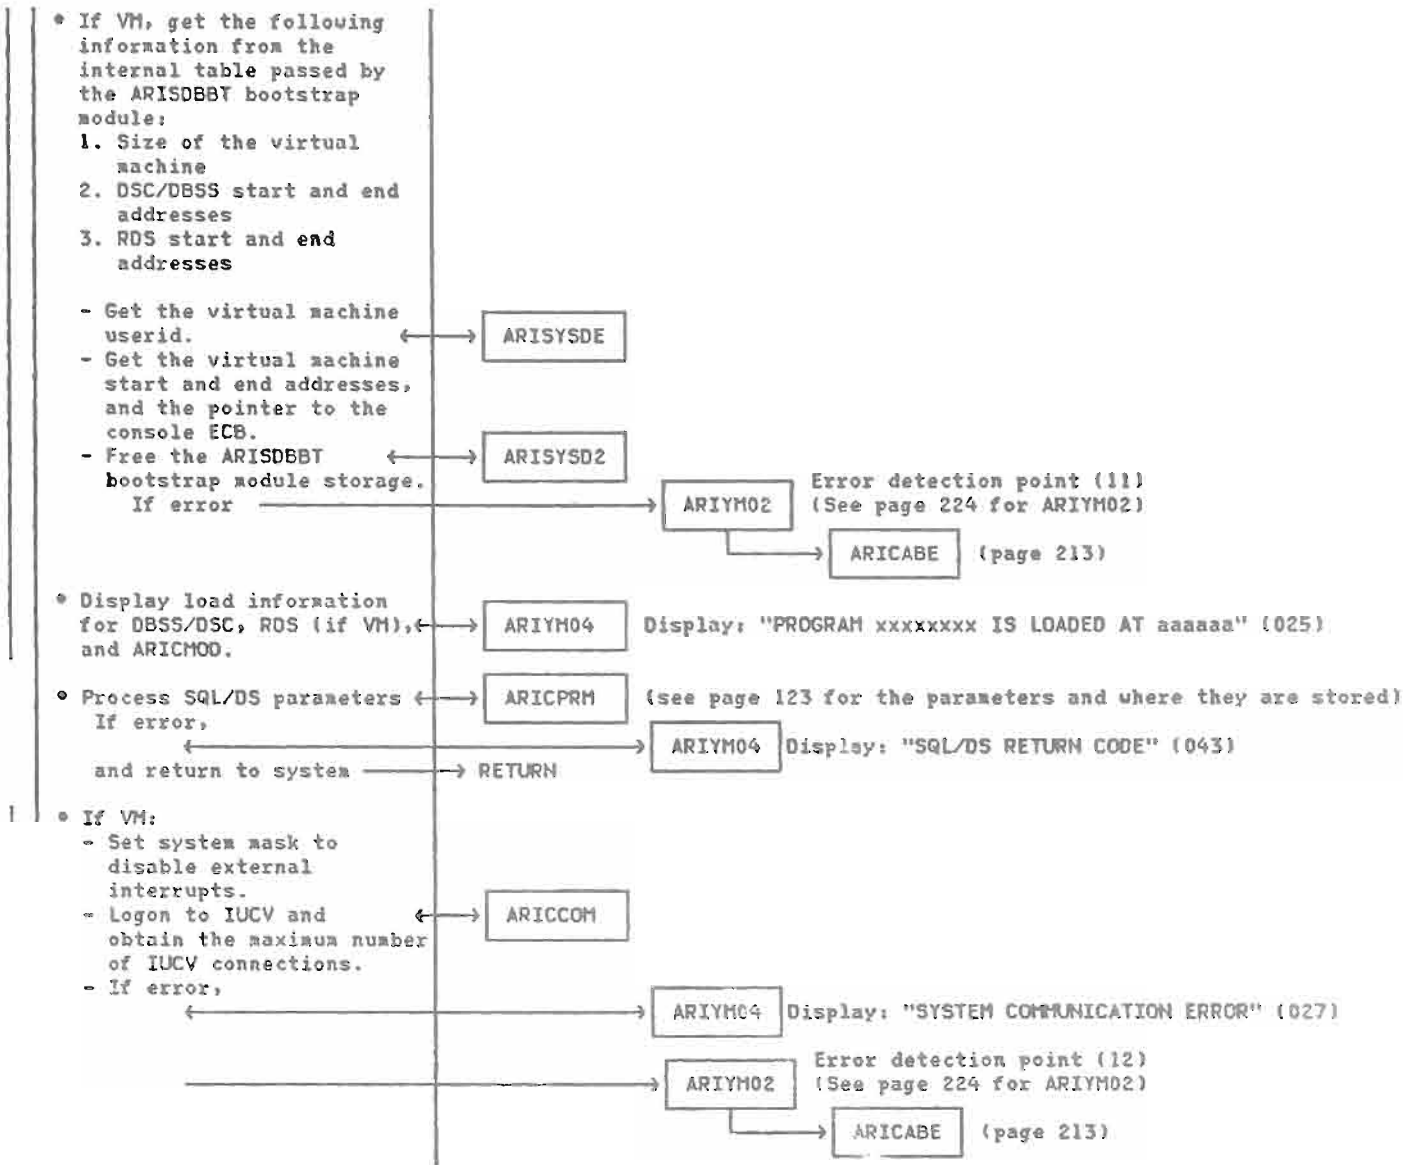 • If VM, get the following
information from the
internal table passed by
the ARISDBBT bootstrap
module:
1. Size of the virtual
machine
2. DSC/DBSS start and end
addresses
3. RDS start and end
addresses
- Get the virtual machine
userid.
ARISYSDE
- Get the virtual machine
start and end addresses,
and the pointer to the
console ECB.
- Free the ARISDBBT
bootstrap module storage.
ARISYSD2
If error
ARIYM02
Error detection point (11)
(See page 224 for ARIYM02)
ARICABE (page 213)
• Display load information
for DBSS/DSC, RDS (if VM),
and ARICMOD.
ARIYM04 Display: "PROGRAM xxxxxxxx IS LOADED AT aaaaaa" (025)
• Process SQL/DS parameters
ARICPRM (see page 123 for the parameters and where they are stored)
If error,
ARIYM04 Display: "SQL/DS RETURN CODE" (043)
and return to system RETURN
• If VM:
- Set system mask to
disable external
interrupts.
- Logon to IUCV and
obtain the maximum number
of IUCV connections.
ARICCOM
- If error,
ARIYM04 Display: "SYSTEM COMMUNICATION ERROR" (027)
ARIYM02
Error detection point (12)
(See page 224 for ARIYM02)
ARICABE (page 213)